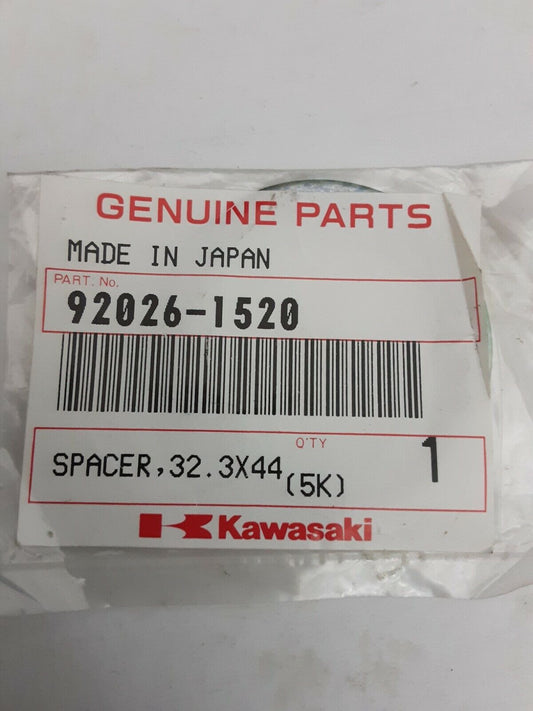 GENUINE PARTS
MADE IN JAPAN
PART. No.
92026-1520
Q'TY
SPACER,32.3X44 (5K) 1
Kawasaki